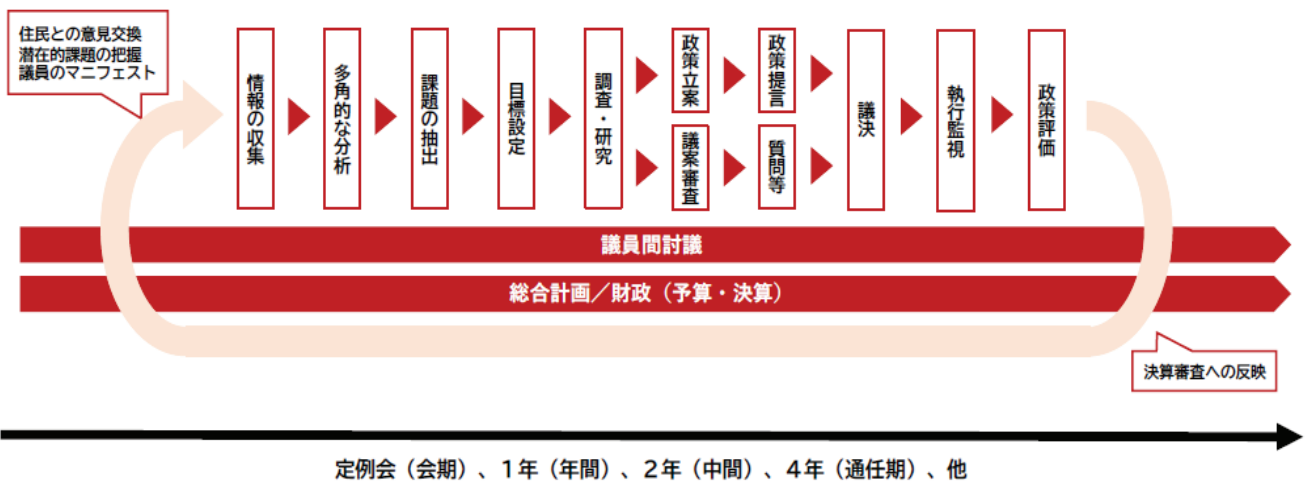 住民との意見交換
潜在的課題の把握
議員のマニフェスト
情報の収集
多角的な分析
課題の抽出
目標設定
調査・研究
政策立案
政策提言
議案審査
質問等
議決
執行監視
政策評価
議員間討議
総合計画／財政（予算・決算）
決算審査への反映
定例会（会期）、１年（年間）、２年（中間）、４年（通任期）、他